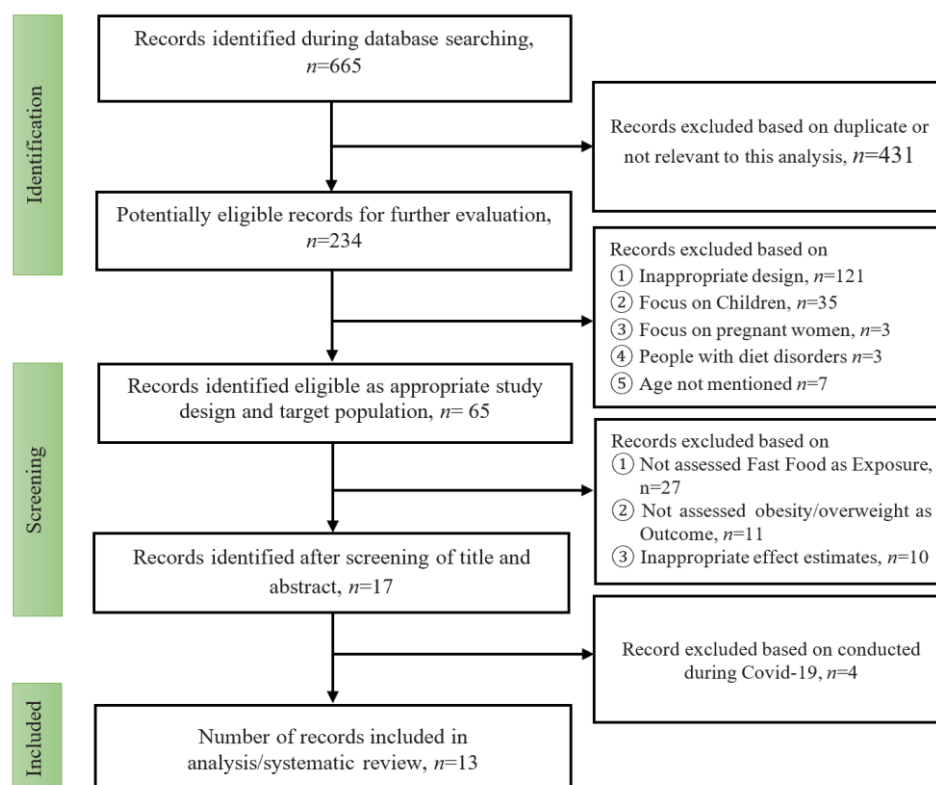 Identification
Records identified during database searching,
n=665
Records excluded based on duplicate or
not relevant to this analysis, n=431
Potentially eligible records for further evaluation,
n=234
Records excluded based on
① Inappropriate design, n=121
② Focus on Children, n=35
③ Focus on pregnant women, n=3
④ People with diet disorders n=3
⑤ Age not mentioned n=7
Screening
Records identified eligible as appropriate study
design and target population, n= 65
Records excluded based on
① Not assessed Fast Food as Exposure,
n=27
② Not assessed obesity/overweight as
Outcome, n=11
③ Inappropriate effect estimates, n=10
Records identified after screening of title and
abstract, n=17
Record excluded based on conducted
during Covid-19, n=4
Included
Number of records included in
analysis/systematic review, n=13